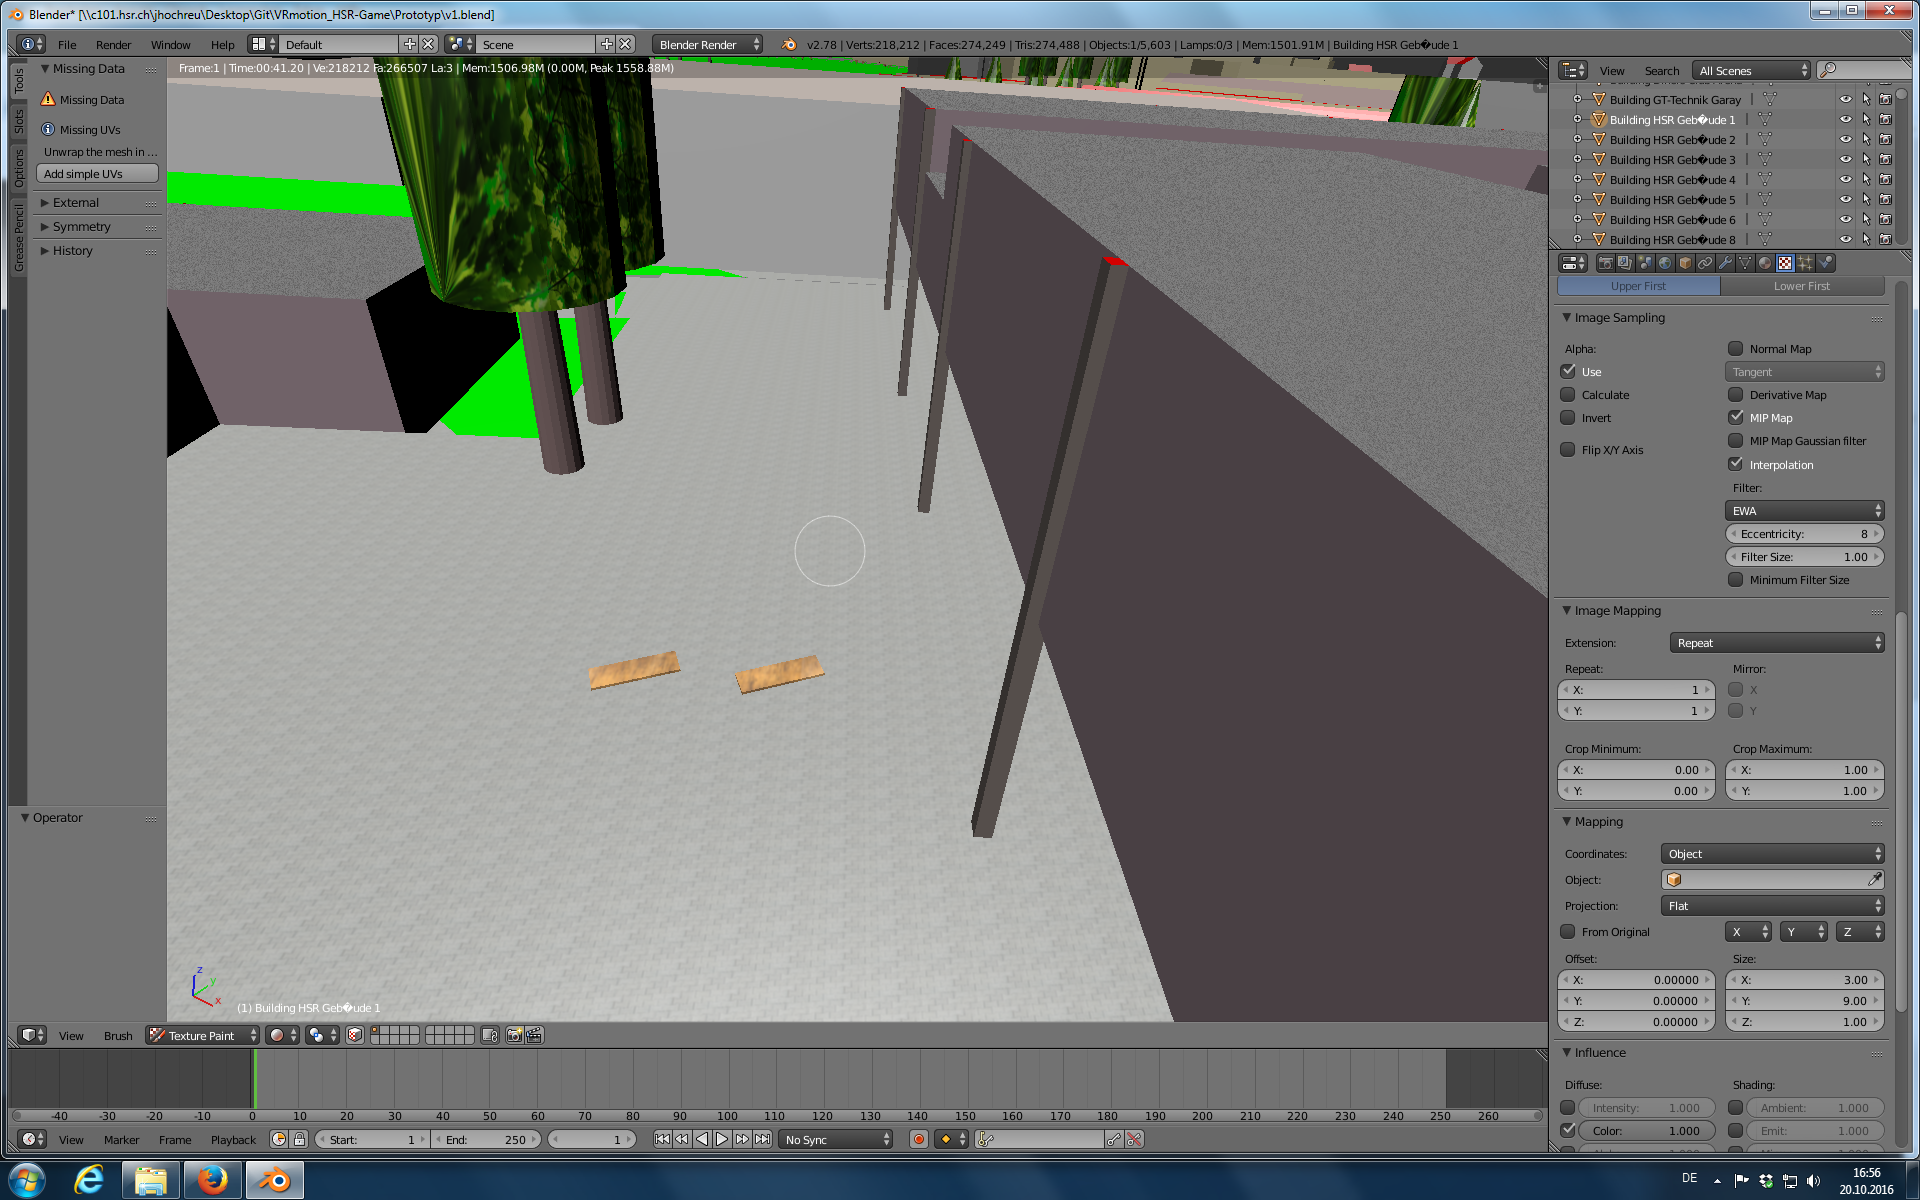 Blender* [\\c101.hsr.ch\jhochreu\Desktop\Git\VRmotion_HSR-Game\Prototyp\v1.blend]
File Render Window Help Default Scene Blender Render v2.78 | Verts:218,212 | Faces:274,249 | Tris:274,488 | Objects:1/5,603 | Lamps:0/3 | Mem:1501.91M | Building HSR Geb�ude 1
Frame:1 | Time:00:41.20 | Ve:218212 Fa:266507 La:3 | Mem:1506.98M (0.00M, Peak 1558.88M)
Tools
Slots
Options
Grease Pencil
Missing Data
Missing Data
Missing UVs
Unwrap the mesh in ...
Add simple UVs
External
Symmetry
History
Operator
z
y
x
(1) Building HSR Geb�ude 1
View Search All Scenes
Building GT-Technik Garay
Building HSR Geb�ude 1
Building HSR Geb�ude 2
Building HSR Geb�ude 3
Building HSR Geb�ude 4
Building HSR Geb�ude 5
Building HSR Geb�ude 6
Building HSR Geb�ude 8
Upper First Lower First
Image Sampling
Alpha: Normal Map
Use Tangent
Calculate Derivative Map
Invert MIP Map
MIP Map Gaussian filter
Flip X/Y Axis
Interpolation
Filter:
EWA
Eccentricity: 8
Filter Size: 1.00
Minimum Filter Size
Image Mapping
Extension: Repeat
Repeat: Mirror:
X: 1 X
Y: 1 Y
Crop Minimum: Crop Maximum:
X: 0.00 X: 1.00
Y: 0.00 Y: 1.00
Mapping
Coordinates: Object
Object:
Projection: Flat
From Original X Y Z
Offset: Size:
X: 0.00000 X: 3.00
Y: 0.00000 Y: 9.00
Z: 0.00000 Z: 1.00
Influence
Diffuse: Shading:
Intensity: 1.000 Ambient: 1.000
Color: 1.000 Emit: 1.000
View Brush Texture Paint
-40 -30 -20 -10 0 10 20 30 40 50 60 70 80 90 100 110 120 130 140 150 160 170 180 190 200 210 220 230 240 250 260
View Marker Frame Playback Start: 1 End: 250 1 No Sync
DE 16:56
20.10.2016